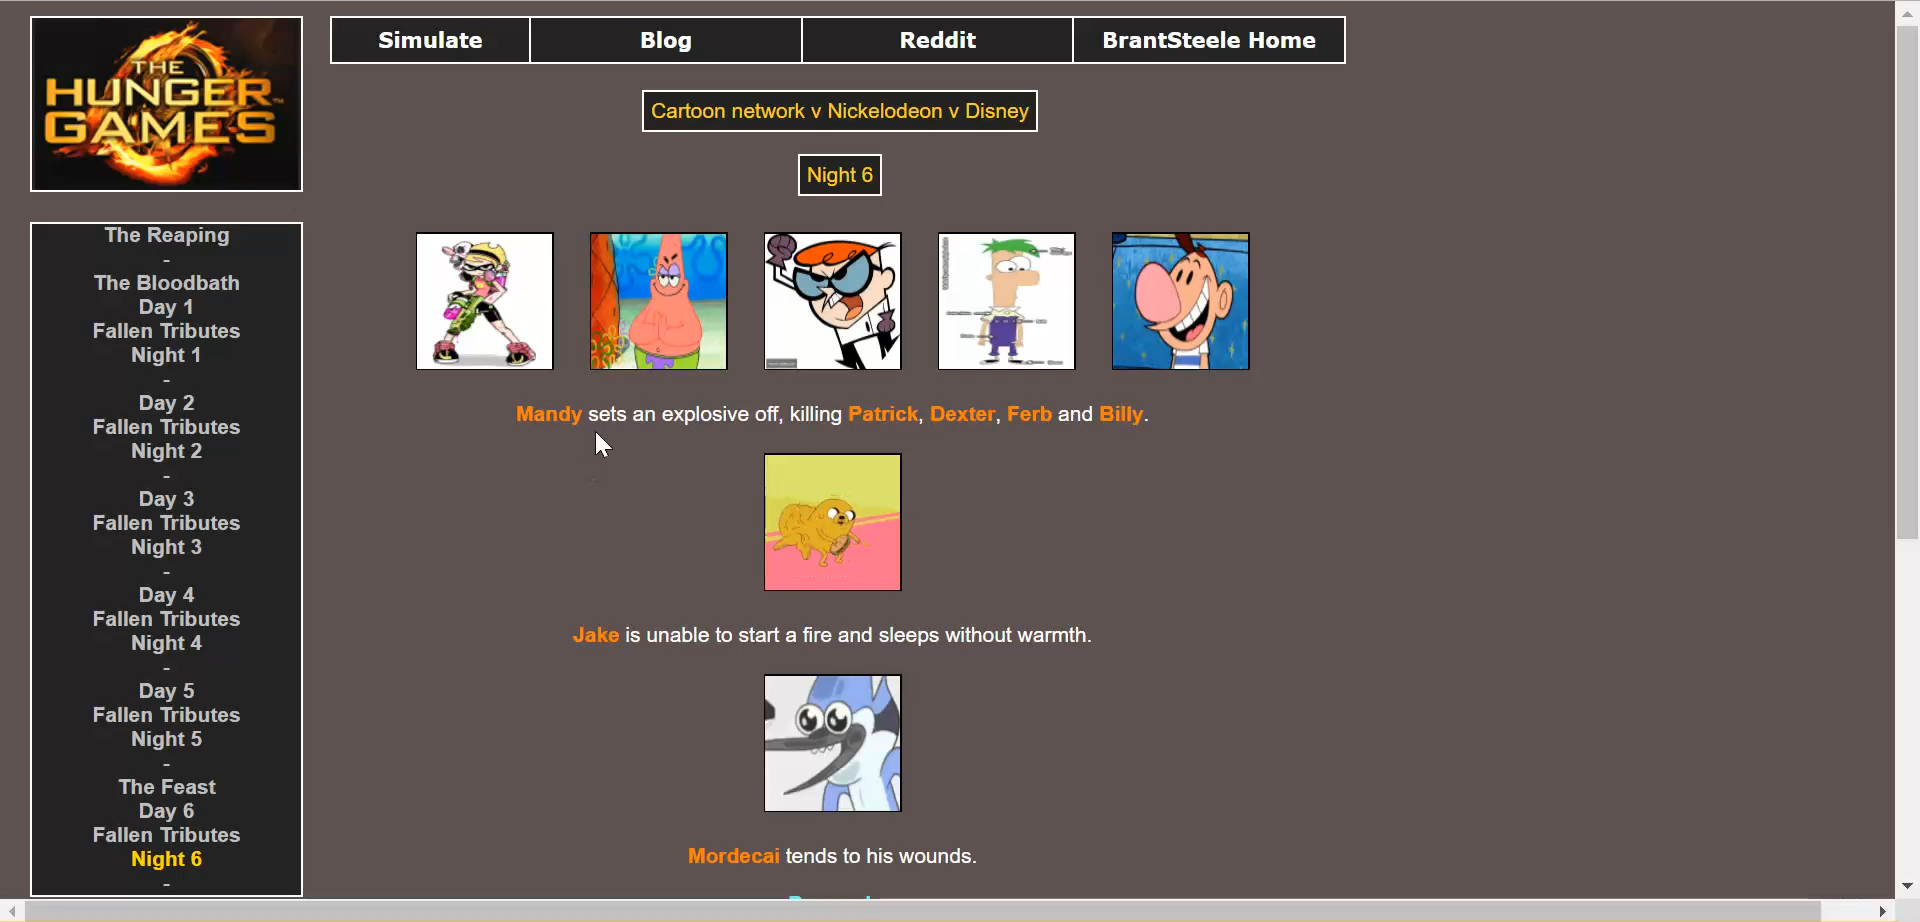 THE
HUNGER
GAMES
Simulate
Blog
Reddit
BrantSteele Home
Cartoon network v Nickelodeon v Disney
Night 6
The Reaping
-
The Bloodbath
Day 1
Fallen Tributes
Night 1
-
Day 2
Fallen Tributes
Night 2
-
Day 3
Fallen Tributes
Night 3
-
Day 4
Fallen Tributes
Night 4
-
Day 5
Fallen Tributes
Night 5
-
The Feast
Day 6
Fallen Tributes
Night 6
-
Mandy sets an explosive off, killing Patrick, Dexter, Ferb and Billy.
Jake is unable to start a fire and sleeps without warmth.
Mordecai tends to his wounds.